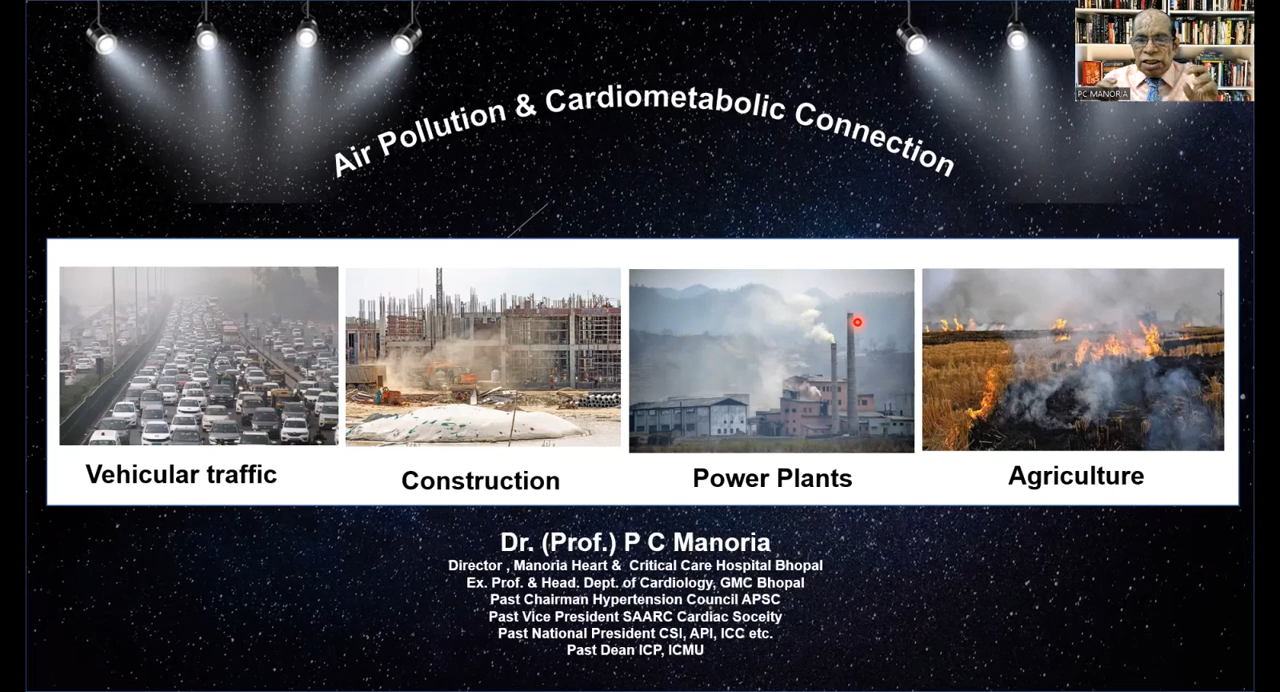 PC MANORIA
Air Pollution & Cardiometabolic Connection
Vehicular traffic
Construction
Power Plants
Agriculture
Dr. (Prof.) P C Manoria
Director , Manoria Heart & Critical Care Hospital Bhopal
Ex. Prof. & Head. Dept. of Cardiology, GMC Bhopal
Past Chairman Hypertension Council APSC
Past Vice President SAARC Cardiac Soceity
Past National President CSI, API, ICC etc.
Past Dean ICP, ICMU